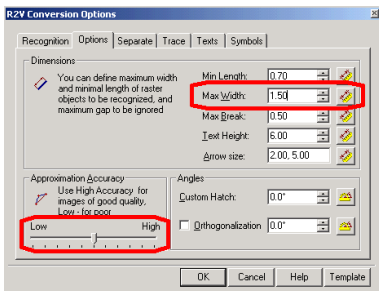 R2V Conversion Options
Recognition Options Separate Trace Texts Symbols
Dimensions
You can define maximum width
and minimal length of raster
objects to be recognized, and
maximum gap to be ignored
Min Length: 0.70
Max Width: 1.50
Max Break: 0.50
Text Height: 6.00
Arrow size: 2.00, 5.00
Approximation Accuracy
Use High Accuracy for
images of good quality,
Low - for poor
Low High
Angles
Custom Hatch: 0.0°
Orthogonalization 0.0°
OK Cancel Help Template